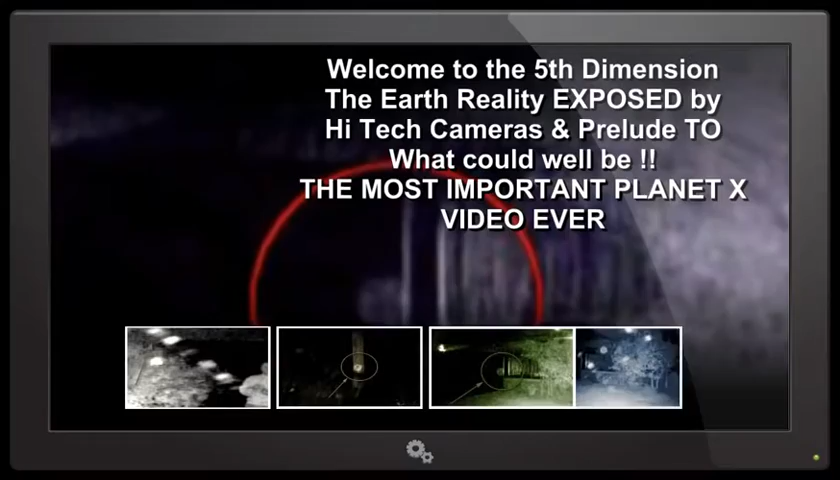 Welcome to the 5th Dimension
The Earth Reality EXPOSED by
Hi Tech Cameras & Prelude TO
What could well be !!
THE MOST IMPORTANT PLANET X
VIDEO EVER